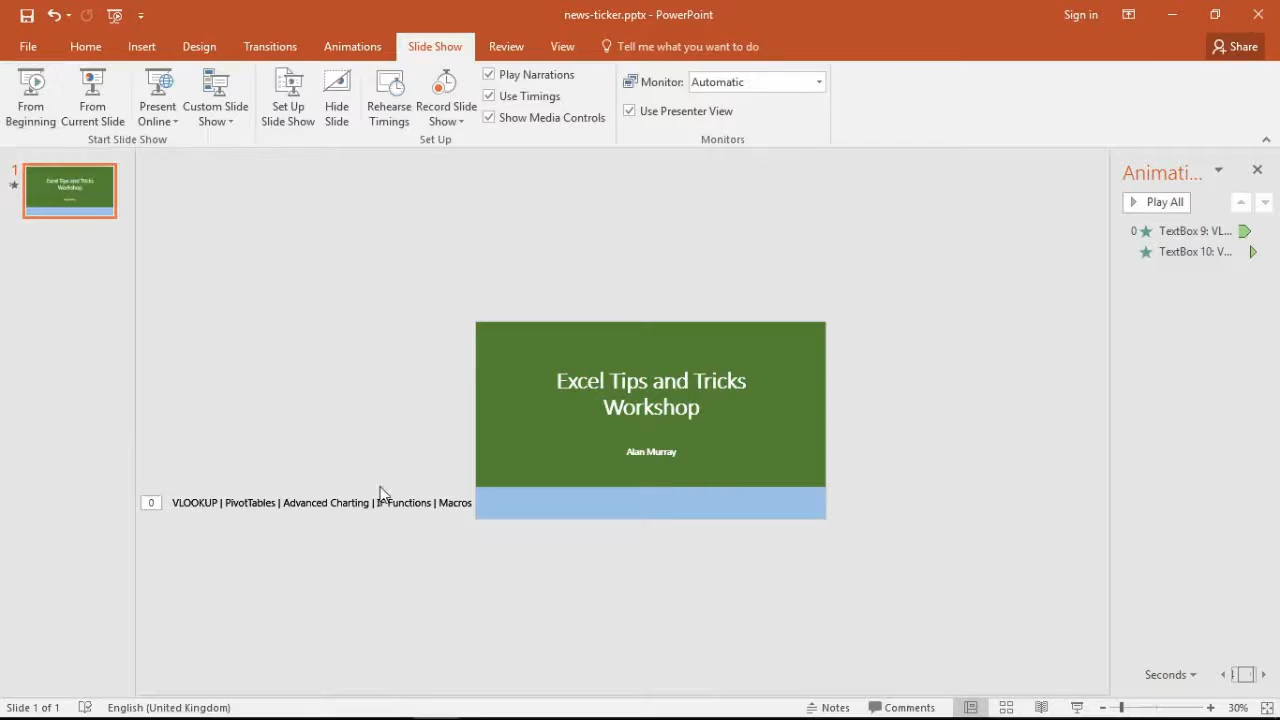 news-ticker.pptx - PowerPoint
Sign in
File Home Insert Design Transitions Animations Slide Show Review View Tell me what you want to do Share
From Beginning
From Current Slide
Present Online
Custom Slide Show
Start Slide Show
Set Up Slide Show
Hide Slide
Rehearse Timings
Record Slide Show
Play Narrations
Use Timings
Show Media Controls
Set Up
Monitor: Automatic
Use Presenter View
Monitors
1
Excel Tips and Tricks
Workshop
Excel Tips and Tricks
Workshop
Alan Murray
0 VLOOKUP | PivotTables | Advanced Charting | IF Functions | Macros
Animati...
Play All
0 TextBox 9: VL...
TextBox 10: V...
Seconds
Slide 1 of 1 English (United Kingdom) Notes Comments 30%